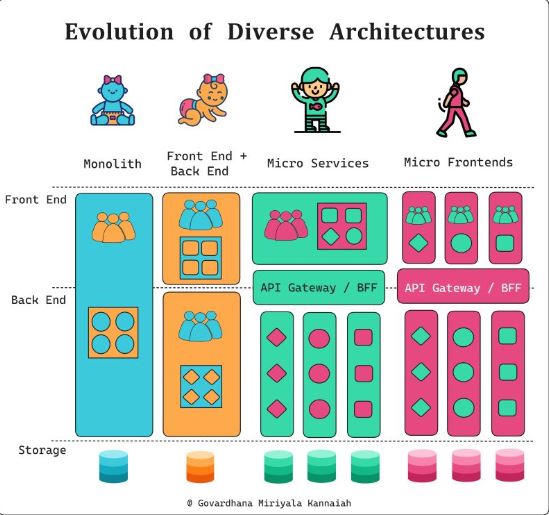 Evolution of Diverse Architectures
Monolith
Front End +
Back End
Micro Services
Micro Frontends
Front End
API Gateway / BFF
API Gateway / BFF
Back End
Storage
@ Govardhana Miriyala Kannaiah